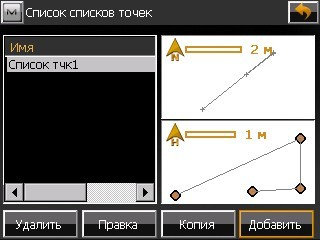 M Список списков точек
Имя
Список тчк1
N 2 м
H 1 м
Удалить Правка Копия Добавить